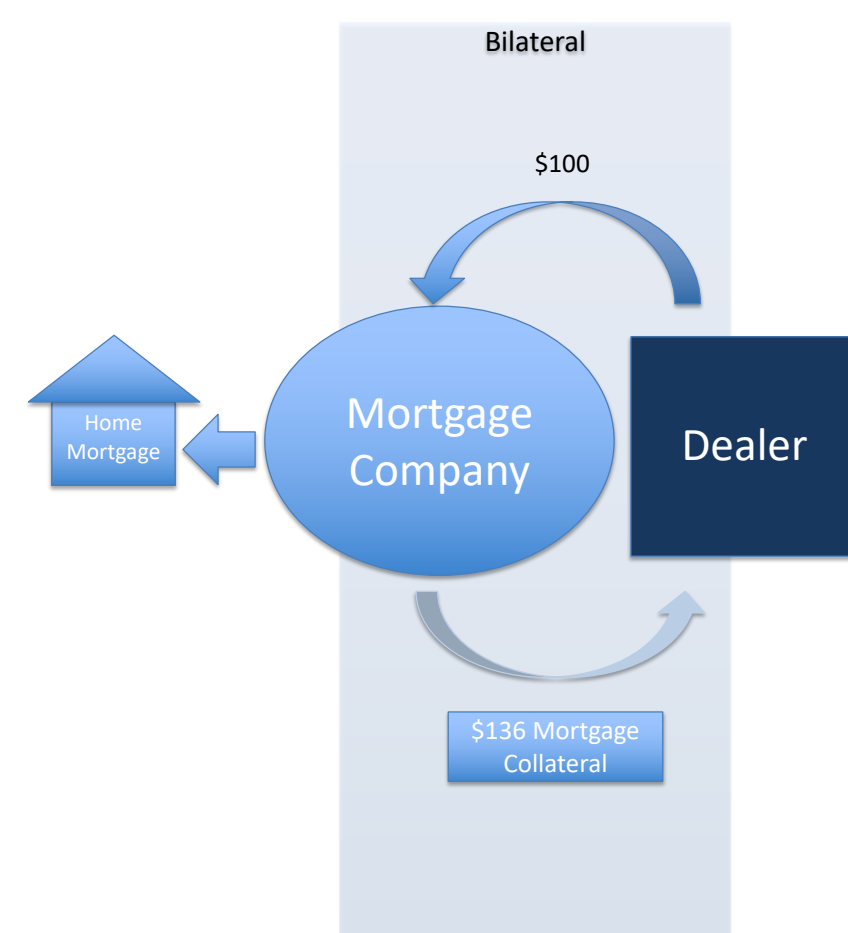 Bilateral
$100
Home
Mortgage
Mortgage
Company
Dealer
$136 Mortgage
Collateral